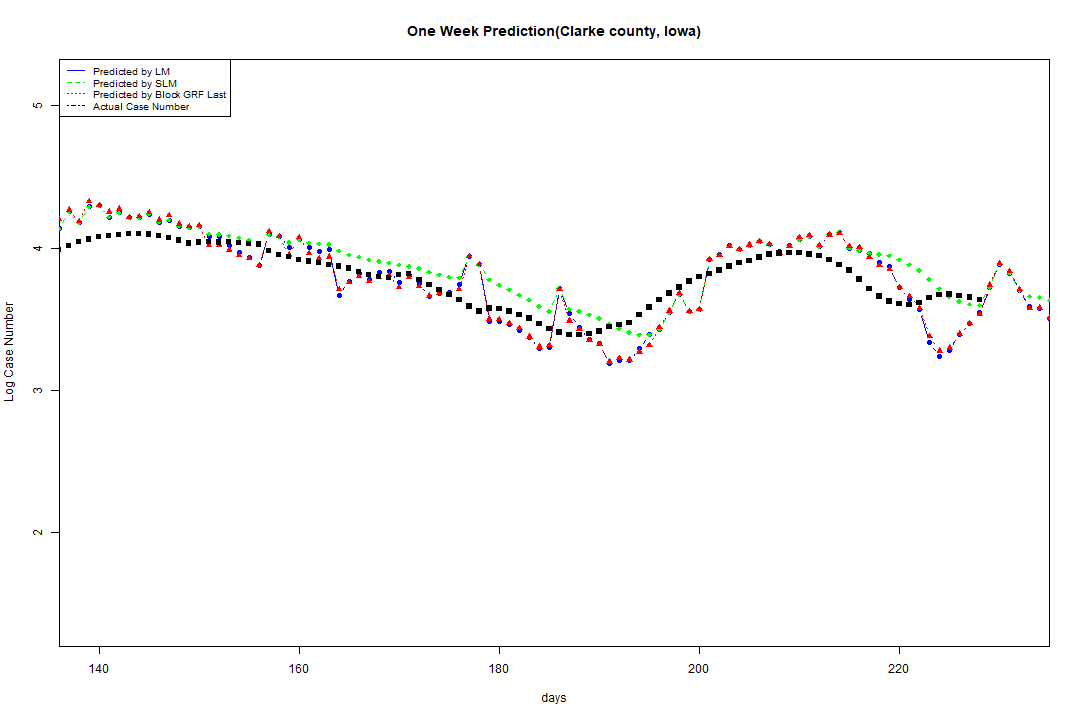 One Week Prediction(Clarke county, Iowa)
Predicted by LM
Predicted by SLM
Predicted by Block GRF Last
Actual Case Number
5
4
3
2
Log Case Number
140 160 180 200 220
days